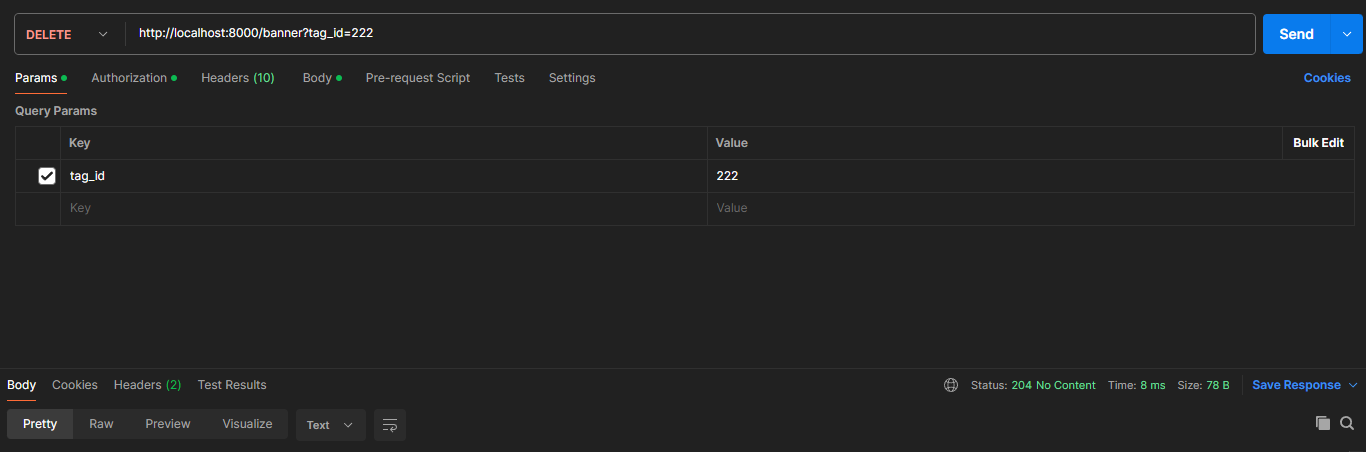 DELETE http://localhost:8000/banner?tag_id=222 Send
Params Authorization Headers (10) Body Pre-request Script Tests Settings Cookies
Query Params
Key Value Bulk Edit
tag_id 222
Key Value
Body Cookies Headers (2) Test Results Status: 204 No Content Time: 8 ms Size: 78 B Save Response
Pretty Raw Preview Visualize Text